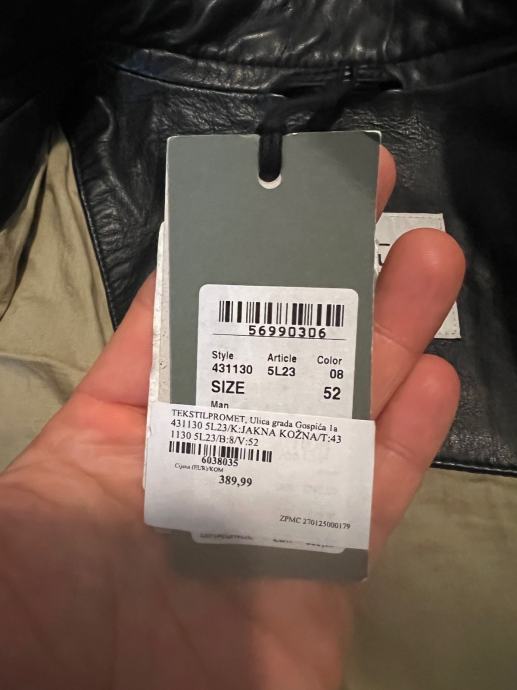 56990306
Style Article Color
431130 5L23 08
SIZE 52
Man
TEKSTILPROMET, Ulica grada Gospića 1a
431130 5L23/K:JAKNA KOŽNA/T:43
1130 5L23/B:8/V:52
6038035
Cijena (EUR)/KOM
389,99
ZPMC 270125000179